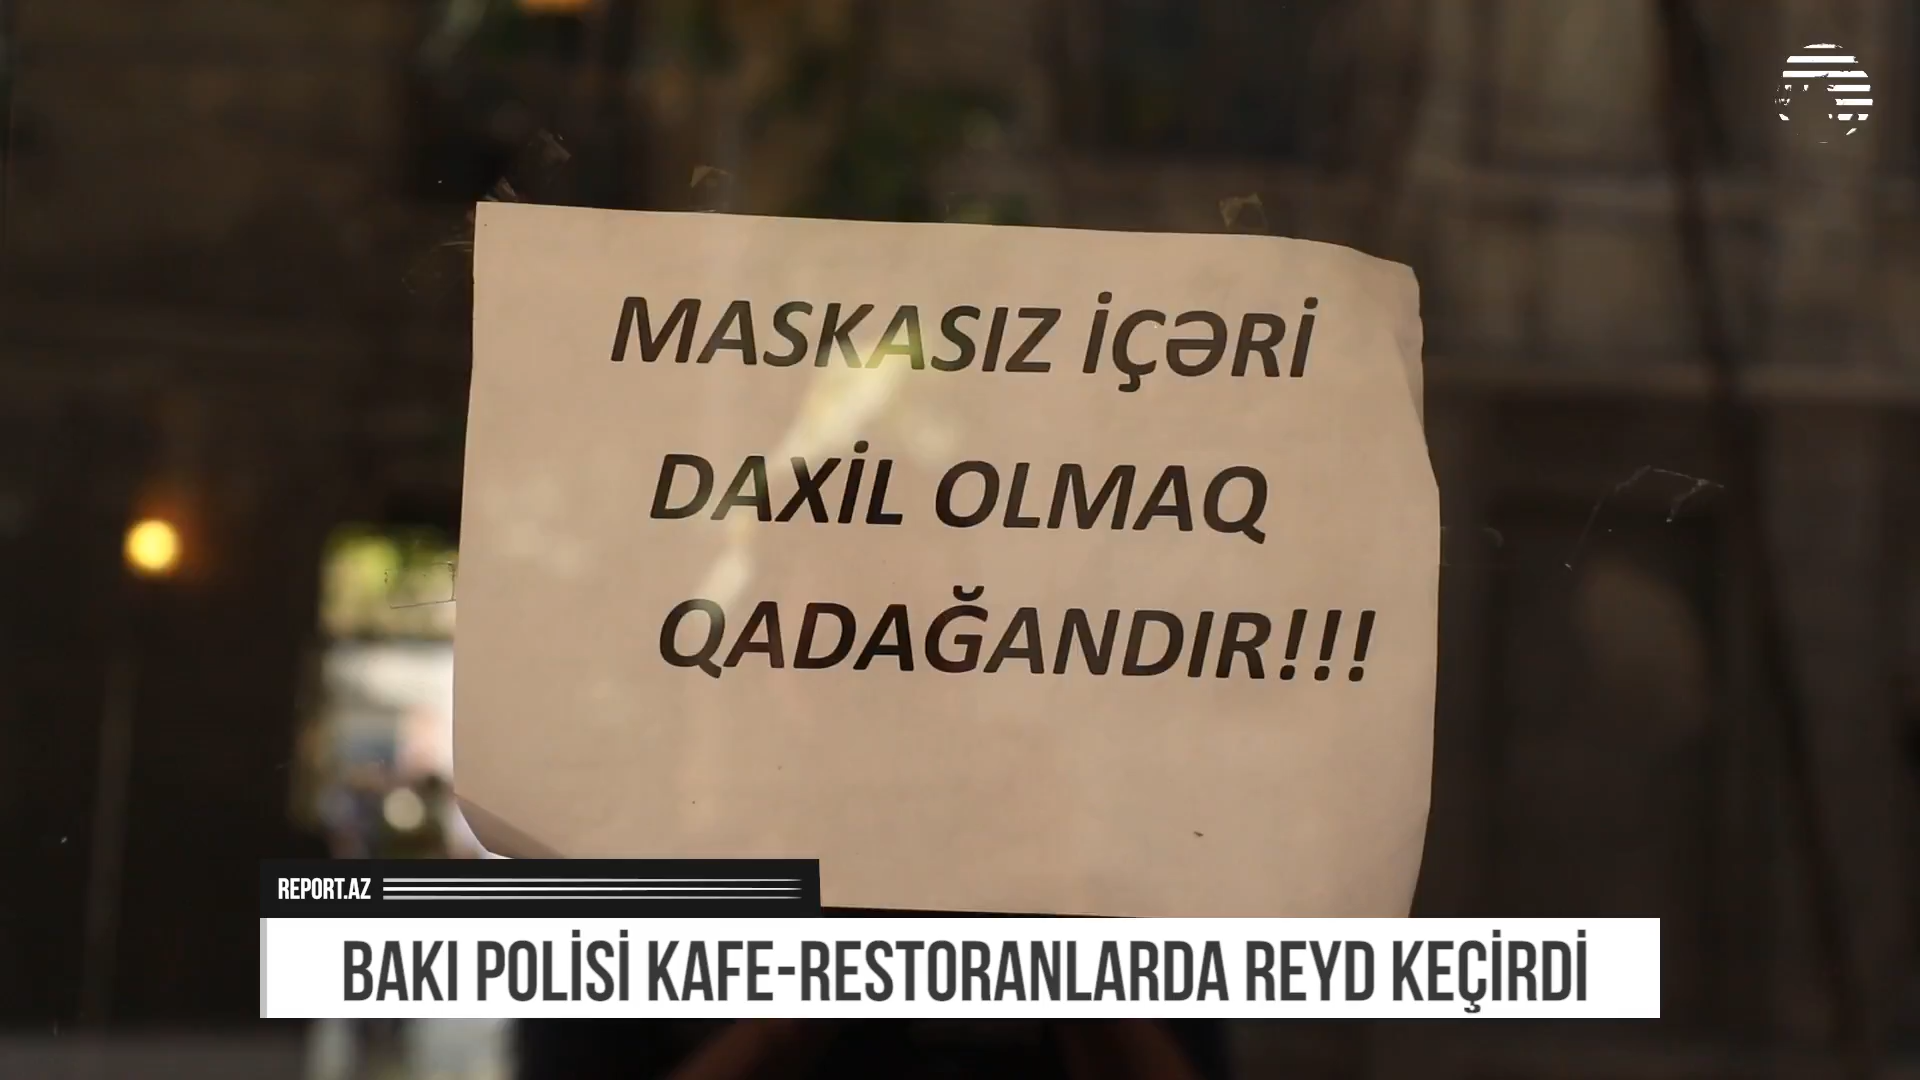 MASKASIZ İÇƏRİ
DAXİL OLMAQ
QADAĞANDIR!!!
REPORT.AZ
BAKI POLİSİ KAFE-RESTORANLARDA REYD KEÇİRDİ